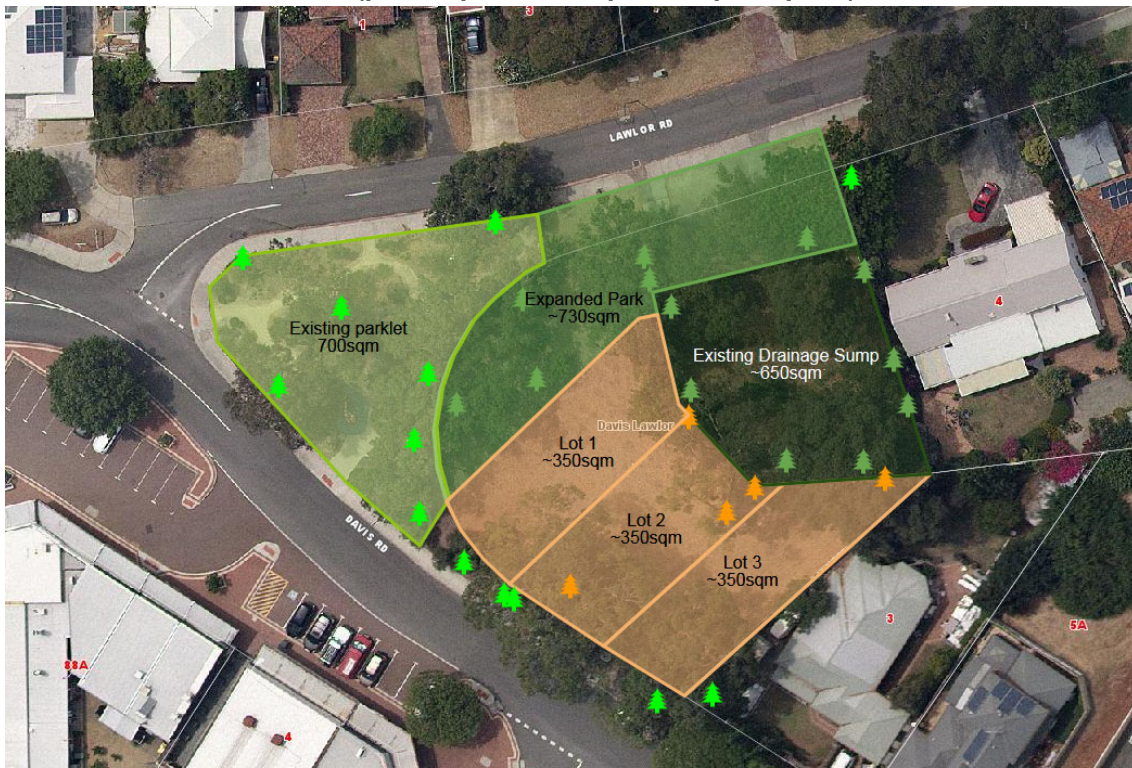 1
3
LAWLOR RD
4
Expanded Park
~730sqm
Existing parklet
700sqm
Existing Drainage Sump
~650sqm
Davis Lawlor
Lot 1
~350sqm
Lot 2
~350sqm
DAVIS RD
Lot 3
~350sqm
3
5A
88A
4